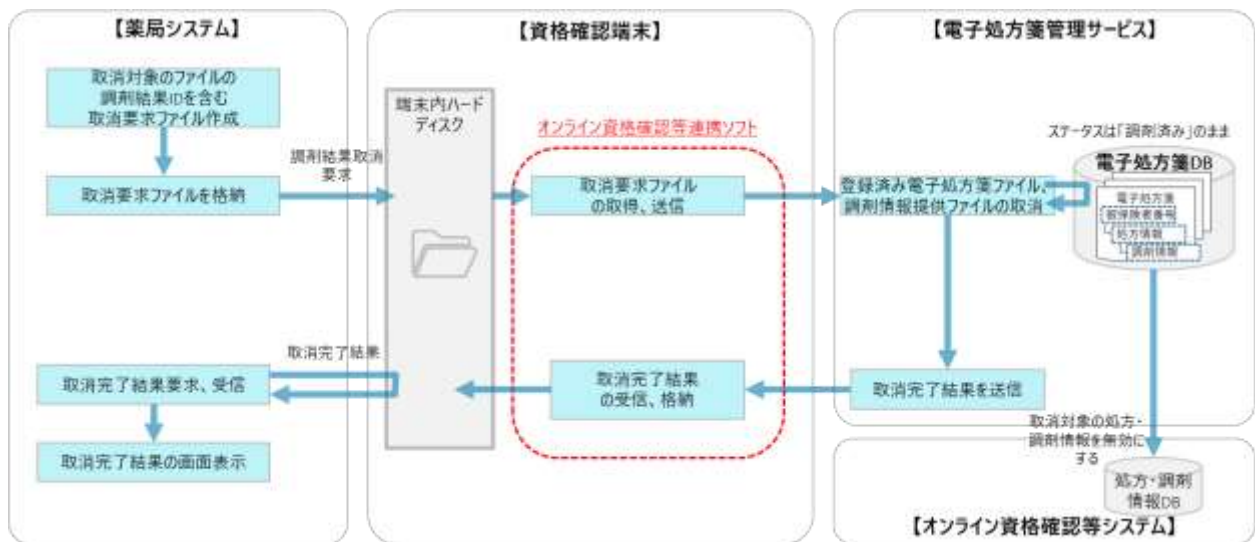 【薬局システム】
取消対象のファイルの
調剤結果IDを含む
取消要求ファイル作成
取消要求ファイルを格納
調剤結果取消
要求
取消完了結果
取消完了結果要求、受信
取消完了結果の画面表示
【資格確認端末】
端末内ハード
ディスク
オンライン資格確認等連携ソフト
取消要求ファイル
の取得、送信
取消完了結果
の受信、格納
【電子処方箋管理サービス】
ステータスは「調剤済み」のまま
電子処方箋DB
登録済み電子処方箋ファイル、
調剤情報提供ファイルの取消
電子処方箋
被保険者番号
処方情報
調剤情報
取消完了結果を送信
取消対象の処方・
調剤情報を無効に
する
処方・調剤
情報DB
【オンライン資格確認等システム】